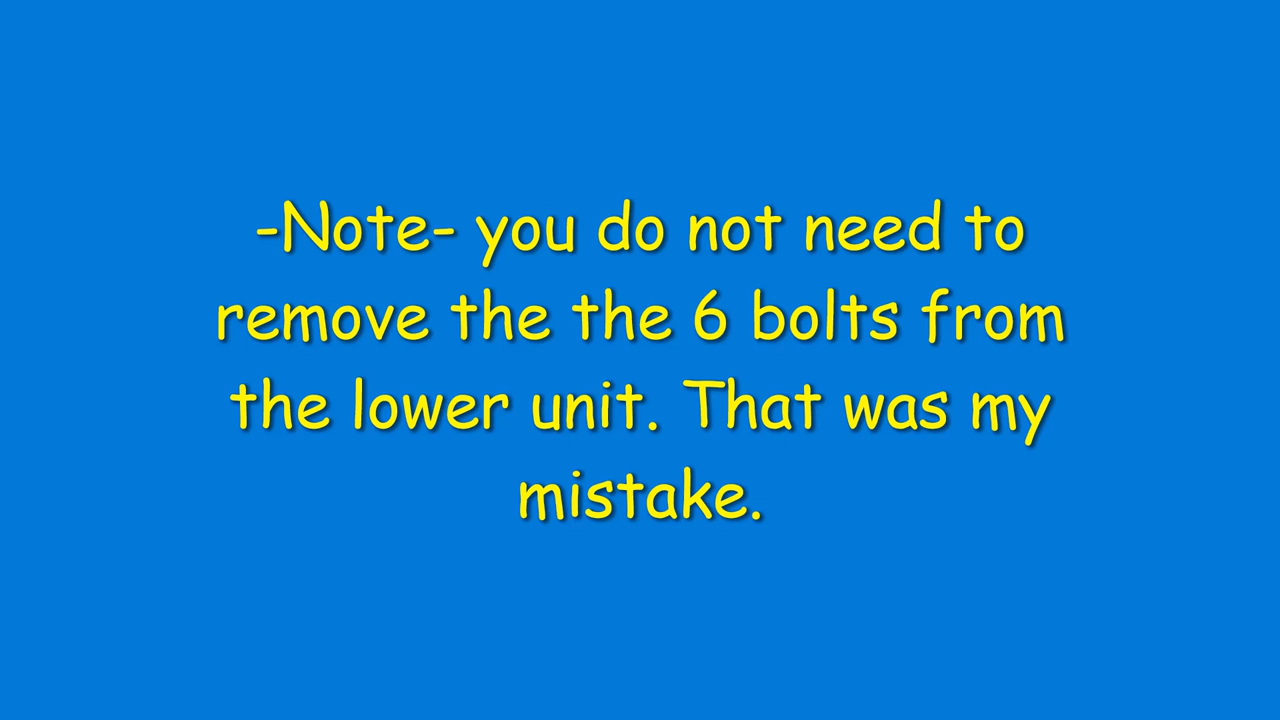 -Note- you do not need to
remove the the 6 bolts from
the lower unit. That was my
mistake.